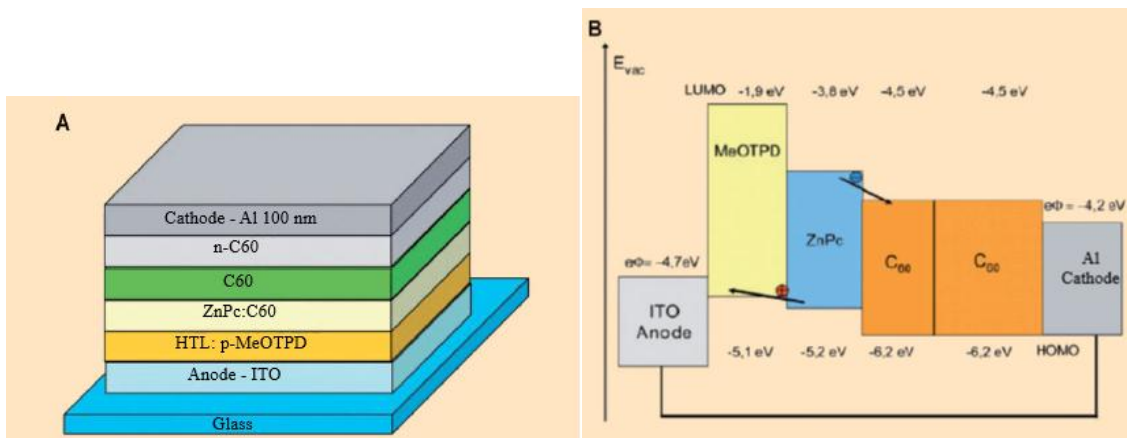 A
Cathode - Al 100 nm
n-C60
C60
ZnPc:C60
HTL: p-MeOTPD
Anode - ITO
Glass
B
Evac
LUMO -1,9 eV -3,8 eV -4,5 eV -4,5 eV
MeOTPD
eΦ = -4,2 eV
ZnPc
C60
C60
Al
Cathode
eΦ= -4,7eV
ITO
Anode
-5,1 eV -5,2 eV -6,2 eV -6,2 eV HOMO